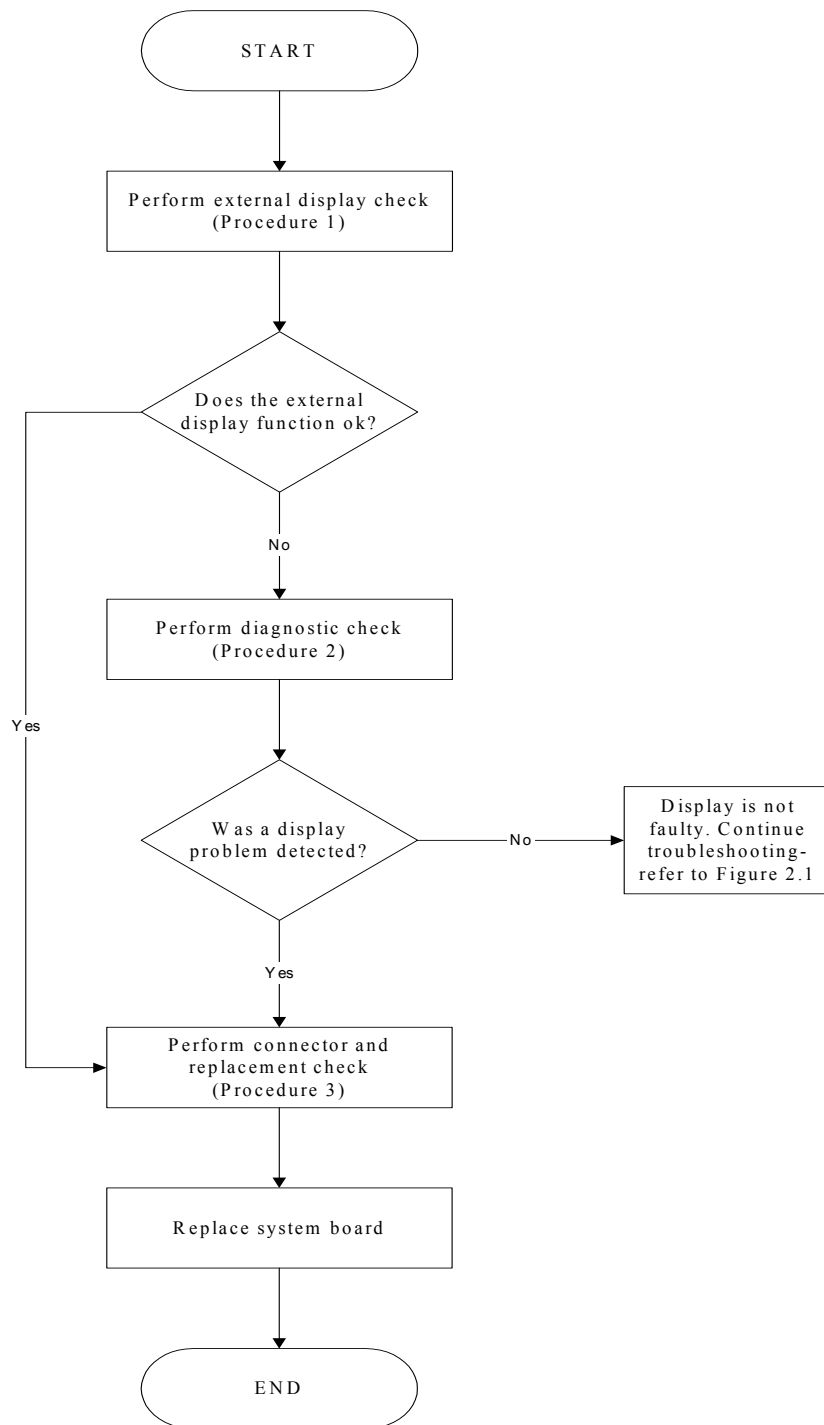 START
Perform external display check
(Procedure 1)
Does the external
display function ok?
No
Perform diagnostic check
(Procedure 2)
Yes
Was a display
problem detected?
No
Display is not
faulty. Continue
troubleshooting-
refer to Figure 2.1
Yes
Perform connector and
replacement check
(Procedure 3)
Replace system board
END